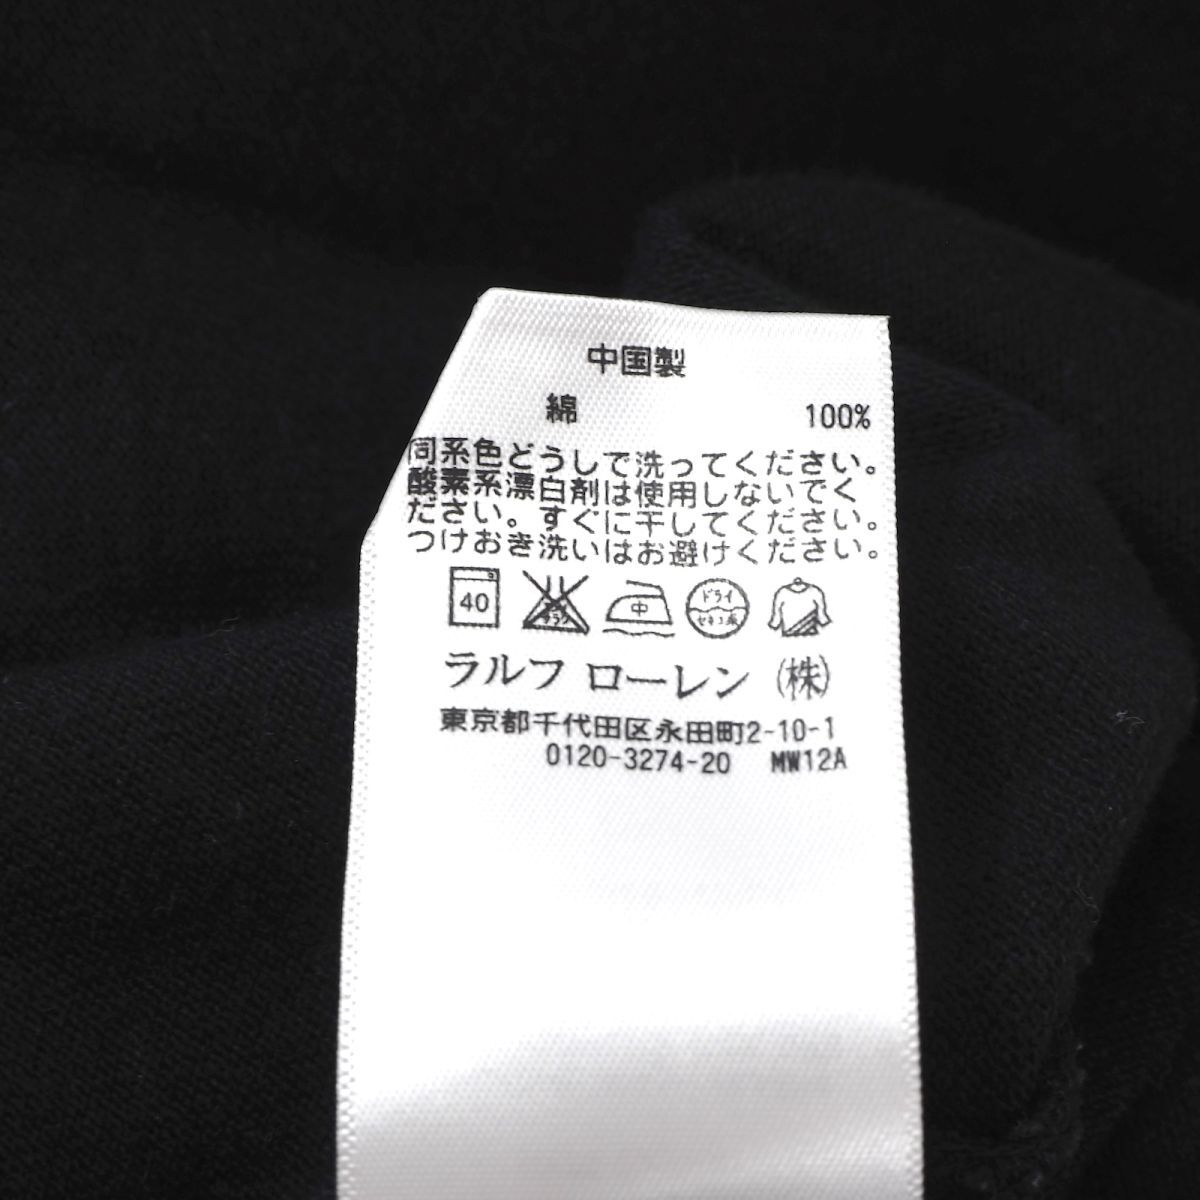 中国製
綿 100%
同系色どうしで洗ってください。
酸素系漂白剤は使用しないでく
ださい。すぐに干してください。
つけおき洗いはお避けください。
40 中 ドライ セキユ系
ラルフ ローレン (株)
東京都千代田区永田町2-10-1
0120-3274-20 MW12A